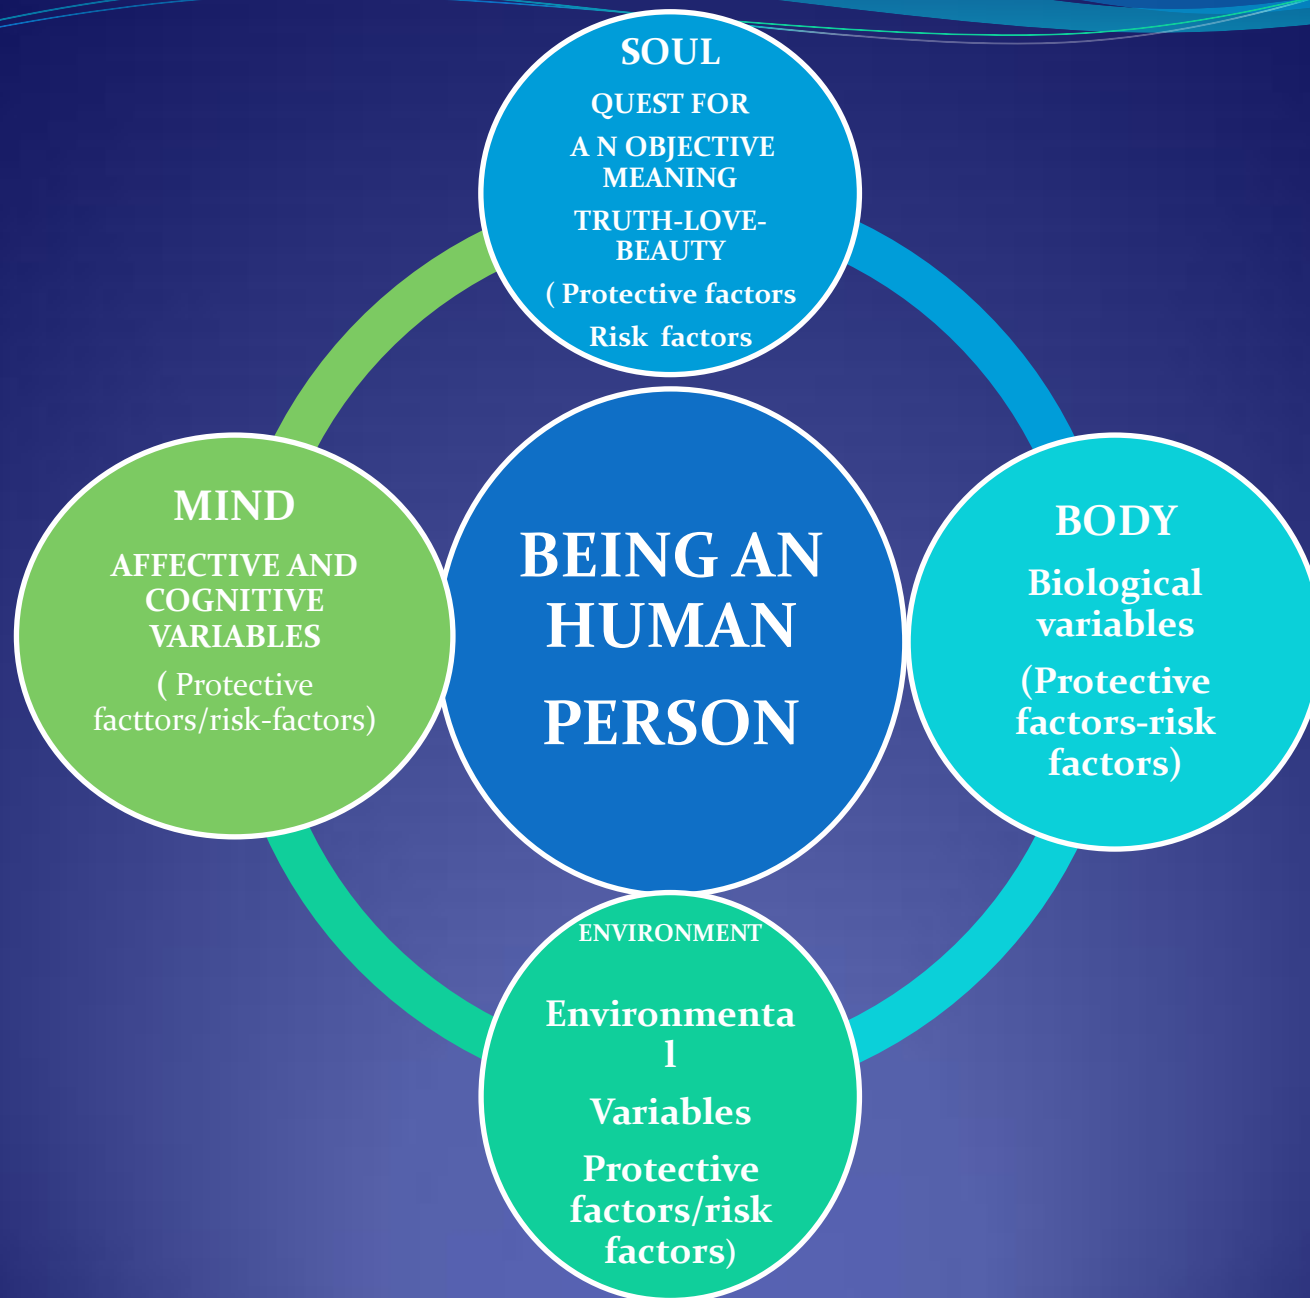 SOUL
QUEST FOR
A N OBJECTIVE
MEANING
TRUTH-LOVE-
BEAUTY
( Protective factors
Risk  factors
MIND
AFFECTIVE AND
COGNITIVE
VARIABLES
( Protective
facttors/risk-factors)
BEING AN
HUMAN
PERSON
BODY
Biological
variables
(Protective
factors-risk
factors)
ENVIRONMENT
Environmenta
l
Variables
Protective
factors/risk
factors)